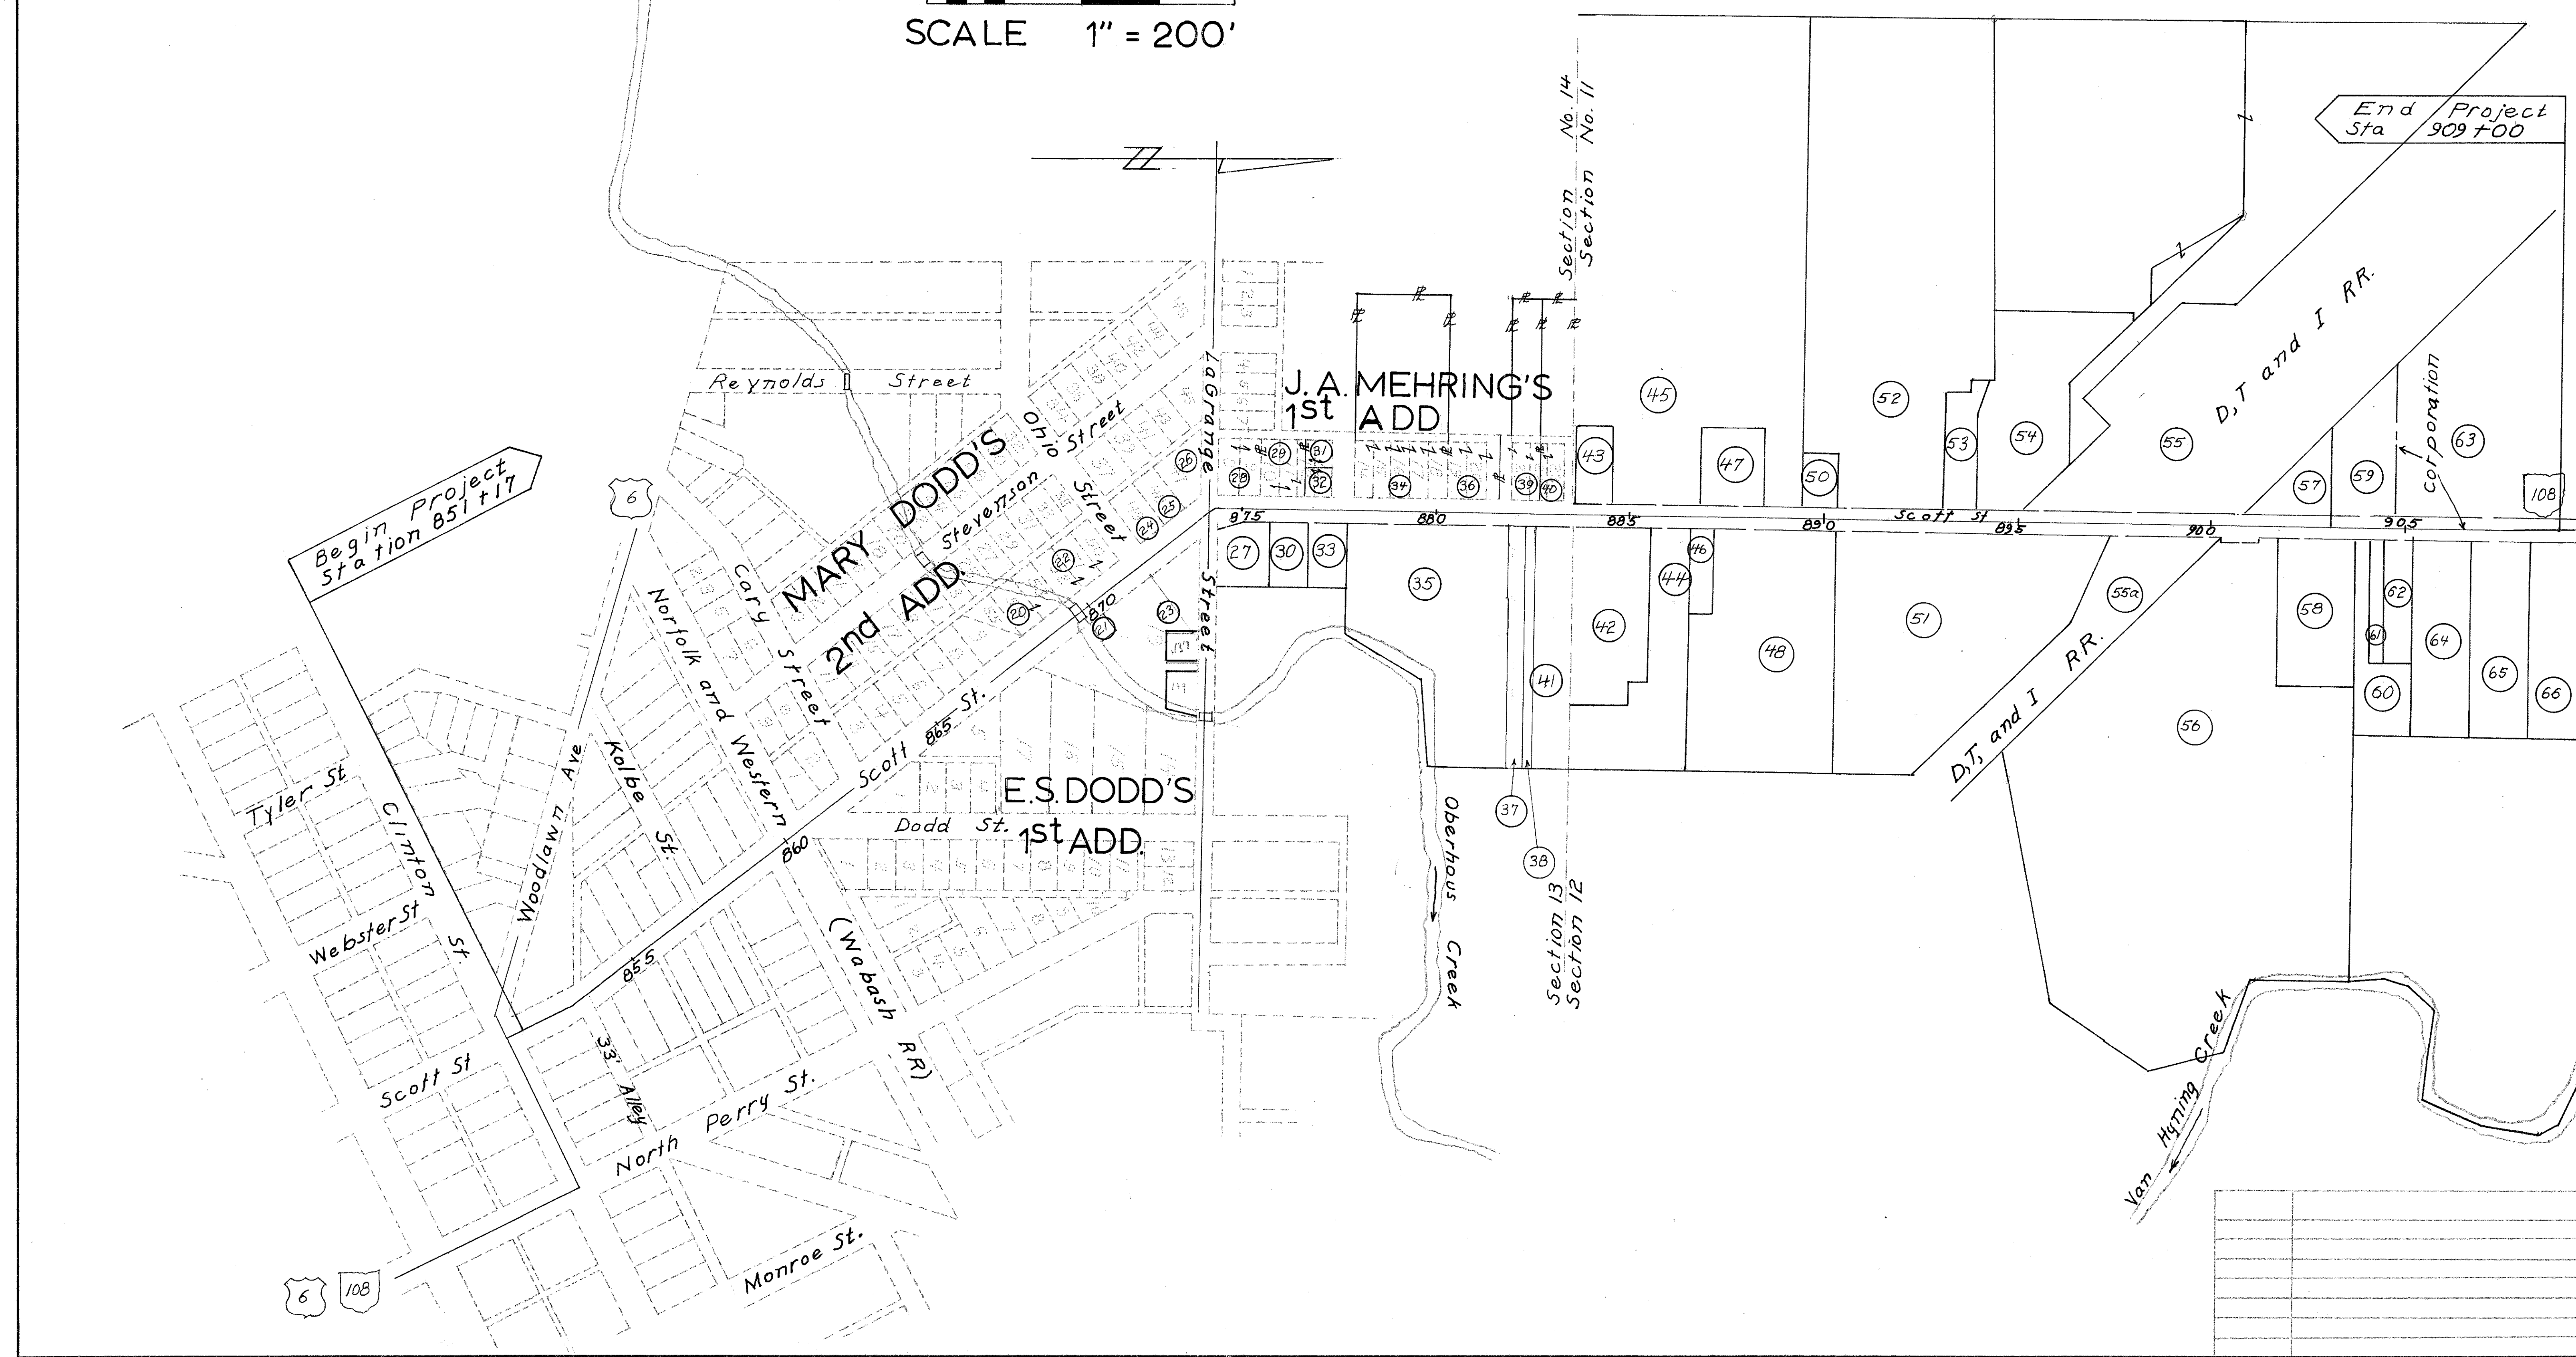 SCALE 1" = 200'
Section No. 14
Section No. 11
End Project
Sta 909+00
Begin Project
Station 851+17
6
Reynolds Street
Ohio Street
Stevenson Street
MARY DODD'S
2nd ADD.
LaGrange Street
J. A. MEHRING'S
1st ADD
D,T and I RR.
Corporation
108
Cary Street
Norfolk and Western
(Wabash RR)
Scott St.
Scott St
855
860
865
870
875
880
885
890
895
900
905
20
21
22
23
24
25
26
27
28
29
30
31
32
33
34
35
36
37
38
39
40
41
42
43
44
45
46
47
48
50
51
52
53
54
55
55a
56
57
58
59
60
61
62
63
64
65
66
D,T, and I RR.
E.S. DODD'S
1st ADD.
Dodd St.
Oberhaus Creek
Section 13
Section 12
Van Hyning Creek
Tyler St
Clinton St
Woodlawn Ave
Kolbe St.
Webster St
Scott St
33' Alley
North Perry St.
Monroe St.
6
108